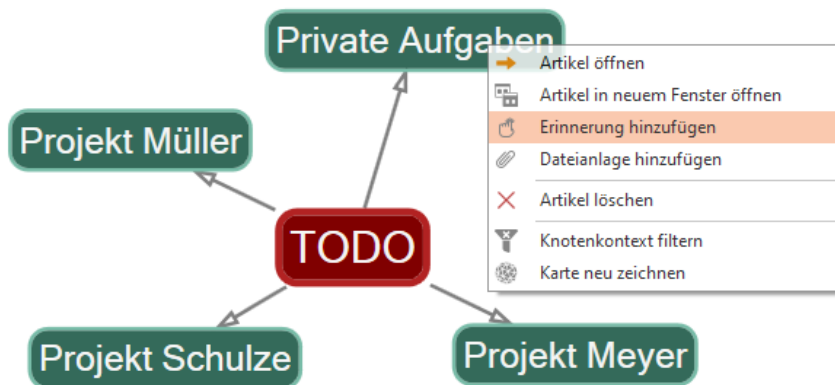 Private Aufgaben
Artikel öffnen
Artikel in neuem Fenster öffnen
Erinnerung hinzufügen
Dateianlage hinzufügen
Artikel löschen
Knotenkontext filtern
Karte neu zeichnen
Projekt Müller
TODO
Projekt Schulze
Projekt Meyer